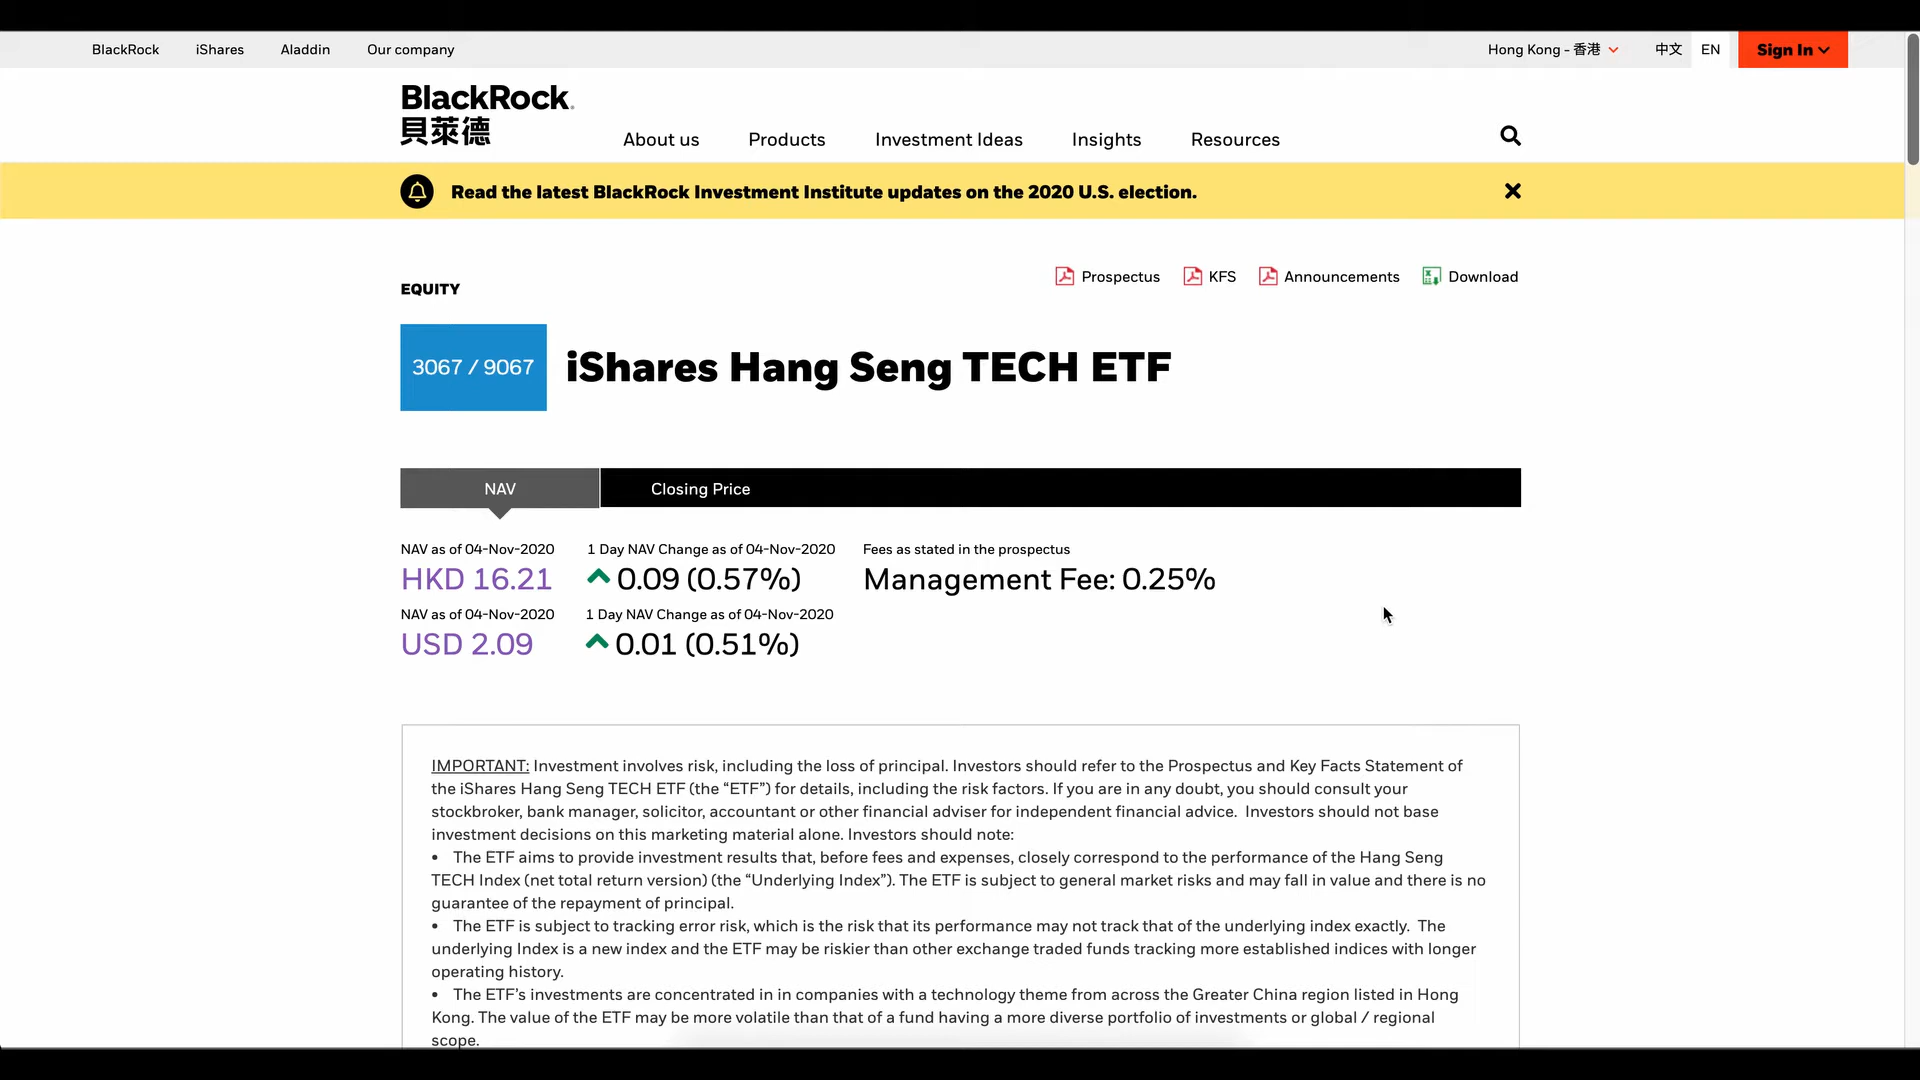 BlackRock iShares Aladdin Our company Hong Kong - 香港 中文 EN Sign In
BlackRock
貝萊德
About us Products Investment Ideas Insights Resources
Read the latest BlackRock Investment Institute updates on the 2020 U.S. election.
Prospectus KFS Announcements Download
EQUITY
3067 / 9067 iShares Hang Seng TECH ETF
NAV Closing Price
NAV as of 04-Nov-2020 1 Day NAV Change as of 04-Nov-2020 Fees as stated in the prospectus
HKD 16.21 0.09 (0.57%) Management Fee: 0.25%
NAV as of 04-Nov-2020 1 Day NAV Change as of 04-Nov-2020
USD 2.09 0.01 (0.51%)
IMPORTANT: Investment involves risk, including the loss of principal. Investors should refer to the Prospectus and Key Facts Statement of
the iShares Hang Seng TECH ETF (the “ETF”) for details, including the risk factors. If you are in any doubt, you should consult your
stockbroker, bank manager, solicitor, accountant or other financial adviser for independent financial advice. Investors should not base
investment decisions on this marketing material alone. Investors should note:
• The ETF aims to provide investment results that, before fees and expenses, closely correspond to the performance of the Hang Seng
TECH Index (net total return version) (the “Underlying Index”). The ETF is subject to general market risks and may fall in value and there is no
guarantee of the repayment of principal.
• The ETF is subject to tracking error risk, which is the risk that its performance may not track that of the underlying index exactly. The
underlying Index is a new index and the ETF may be riskier than other exchange traded funds tracking more established indices with longer
operating history.
• The ETF’s investments are concentrated in in companies with a technology theme from across the Greater China region listed in Hong
Kong. The value of the ETF may be more volatile than that of a fund having a more diverse portfolio of investments or global / regional
scope.